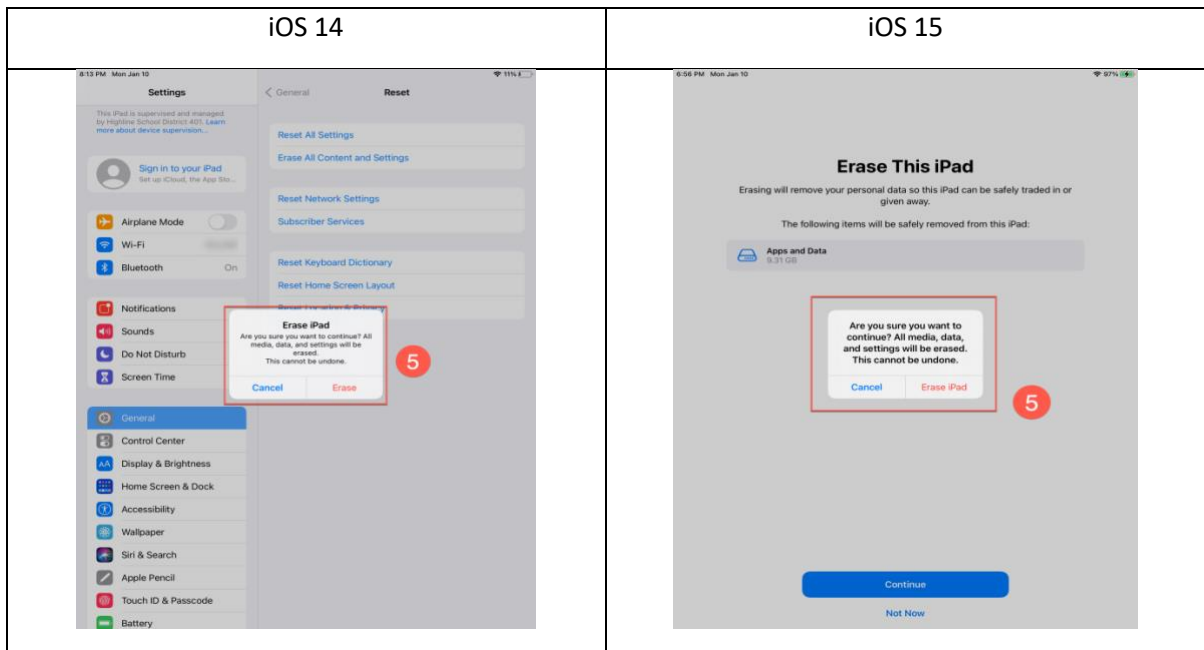 iOS 14
iOS 15
8:13 PM Mon Jan 10
11%
Settings
This iPad is supervised and managed
by Highline School District 401. Learn
more about device supervision...
Sign in to your iPad
Set up iCloud, the App Sto...
Airplane Mode
Wi-Fi
Bluetooth On
Notifications
Sounds
Do Not Disturb
Screen Time
General
Control Center
AA Display & Brightness
Home Screen & Dock
Accessibility
Wallpaper
Siri & Search
Apple Pencil
Touch ID & Passcode
Battery
< General Reset
Reset All Settings
Erase All Content and Settings
Reset Network Settings
Subscriber Services
Reset Keyboard Dictionary
Reset Home Screen Layout
Reset Location & Privacy
Erase iPad
Are you sure you want to continue? All
media, data, and settings will be
erased.
This cannot be undone.
Cancel Erase
5
6:56 PM Mon Jan 10
97%
Erase This iPad
Erasing will remove your personal data so this iPad can be safely traded in or
given away.
The following items will be safely removed from this iPad:
Apps and Data
9.31 GB
Are you sure you want to
continue? All media, data,
and settings will be erased.
This cannot be undone.
Cancel Erase iPad
5
Continue
Not Now